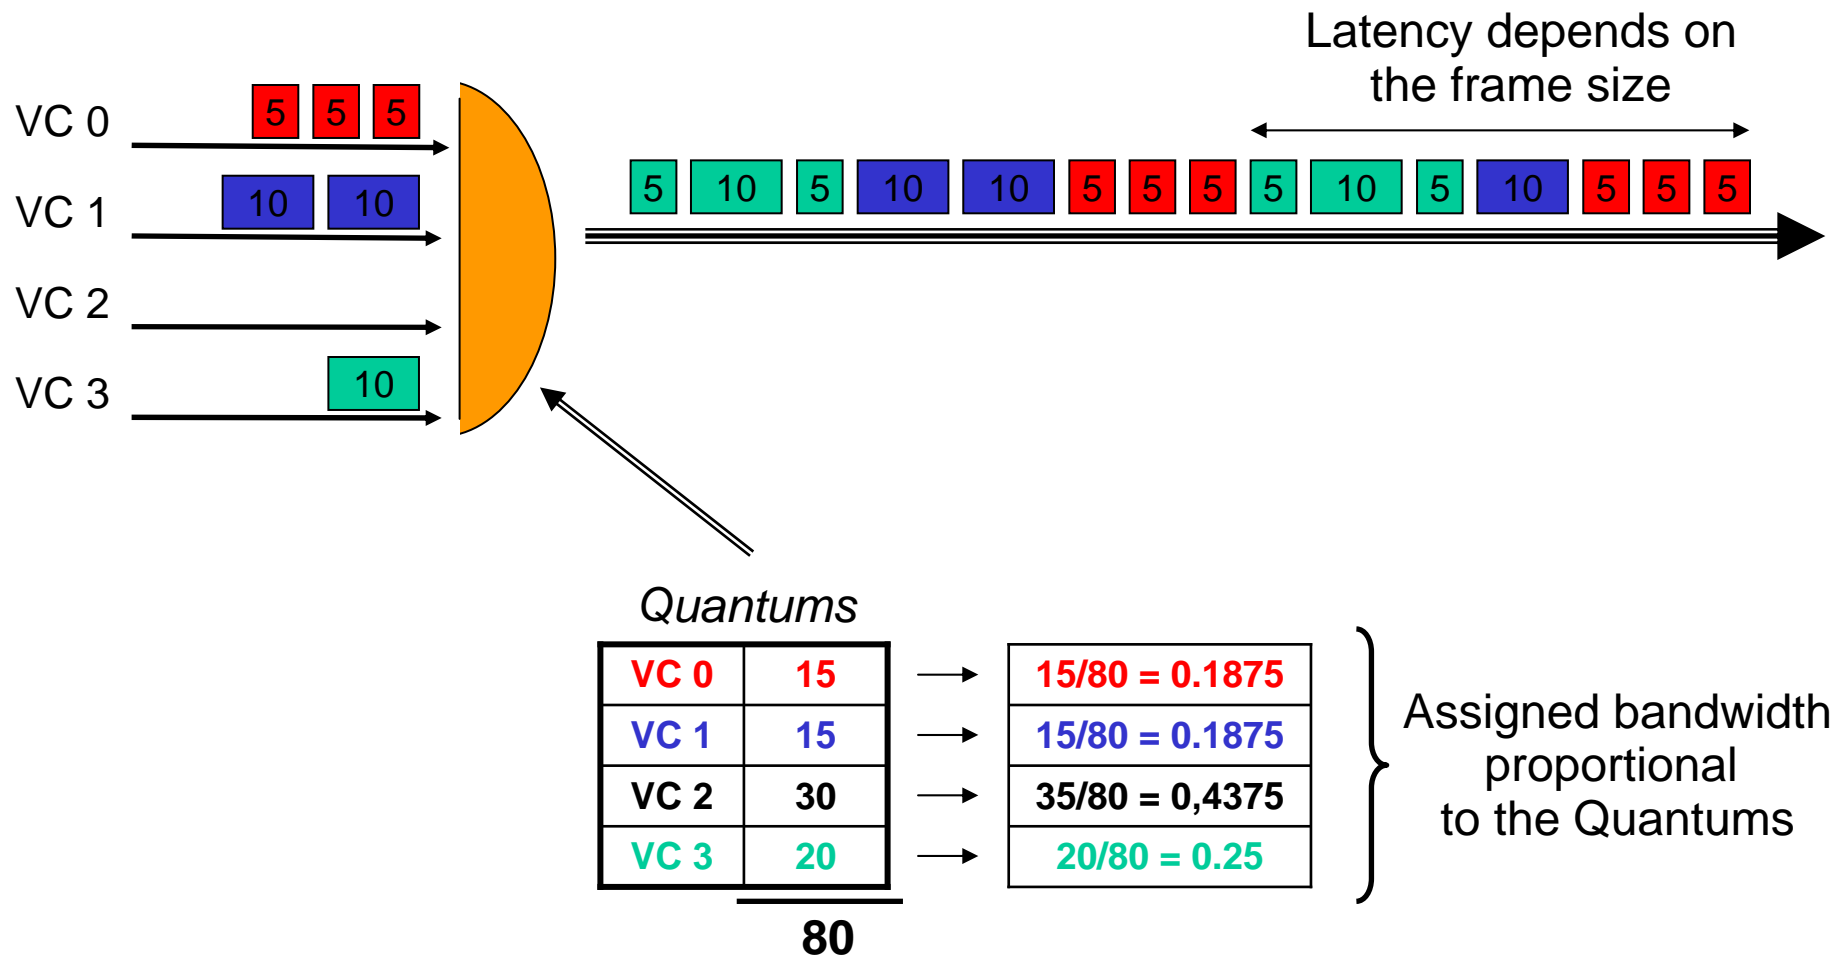 Latency depends on
the frame size
VC 0
5 5 5
VC 1
10 10
VC 2
VC 3
10
5 10 5 10 10 5 5 5 5 10 5 10 5 5 5
Quantums
VC 0 15 15/80 = 0.1875
VC 1 15 15/80 = 0.1875
VC 2 30 35/80 = 0,4375
VC 3 20 20/80 = 0.25
80
Assigned bandwidth
proportional
to the Quantums